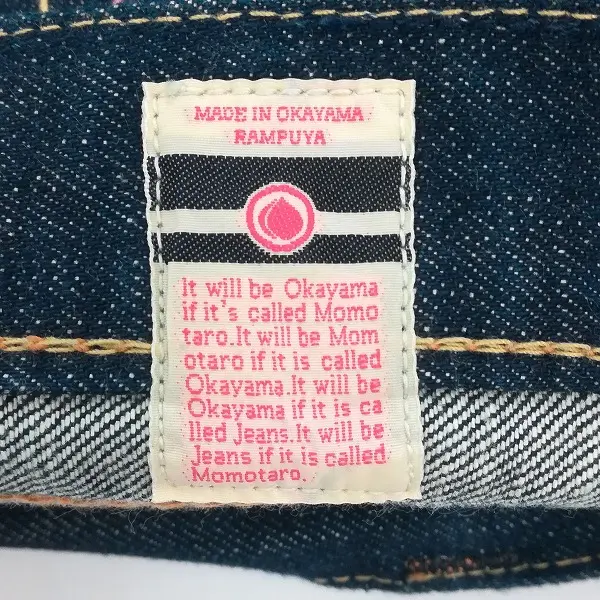 MADE IN OKAYAMA
RAMPUYA
It will be Okayama
if it's called Momo
taro.It will be Mom
otaro if it is called
Okayama.It will be
Okayama if it is ca
lled Jeans.It will be
Jeans if it is called
Momotaro.